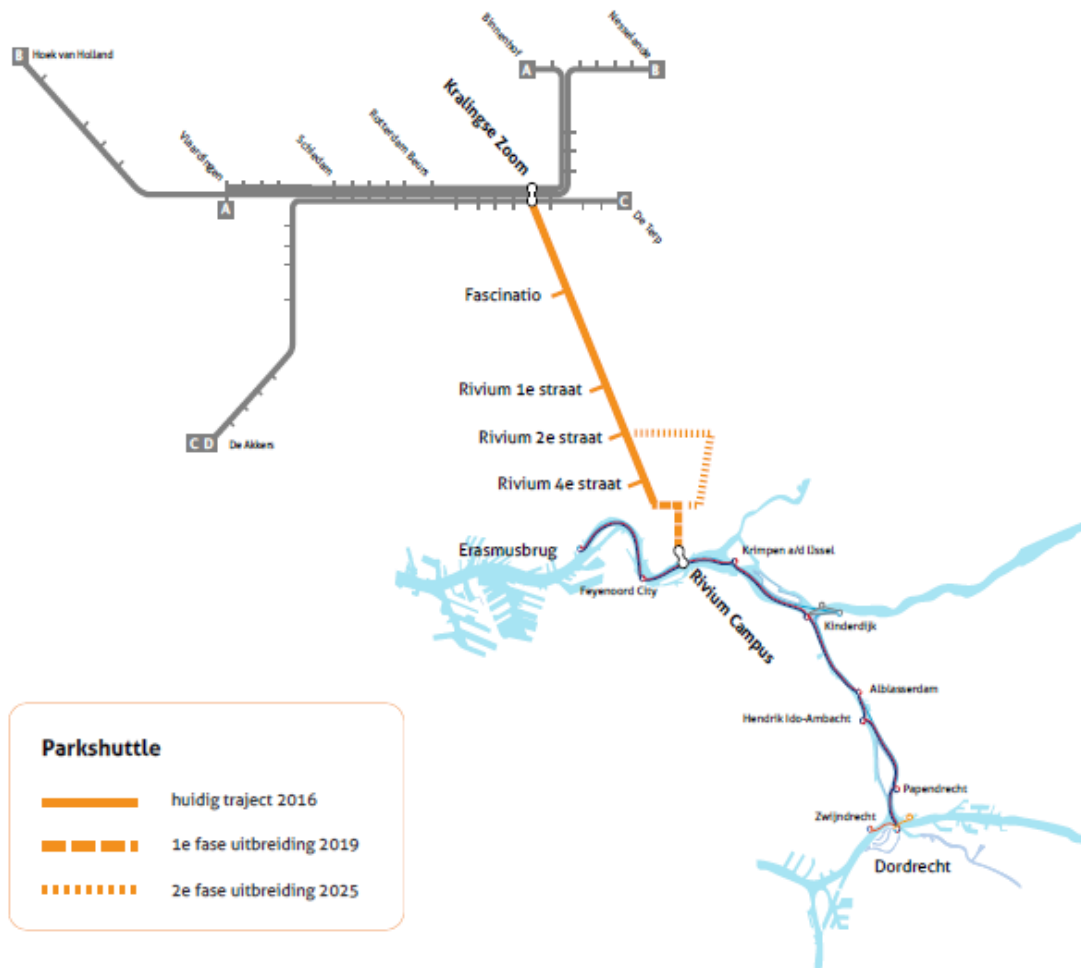 Binnenhof
Nesselande
B
Hoek van Holland
A
B
Kralingse Zoom
Vlaardingen
Schiedam
Rotterdam Beurs
A
C
De Terp
Fascinatio
Rivium 1e straat
Rivium 2e straat
C D
De Akkers
Rivium 4e straat
Erasmusbrug
Krimpen a/d IJssel
Feyenoord City
Rivium Campus
Kinderdijk
Alblasserdam
Hendrik Ido-Ambacht
Papendrecht
Zwijndrecht
Dordrecht
Parkshuttle
huidig traject 2016
1e fase uitbreiding 2019
2e fase uitbreiding 2025